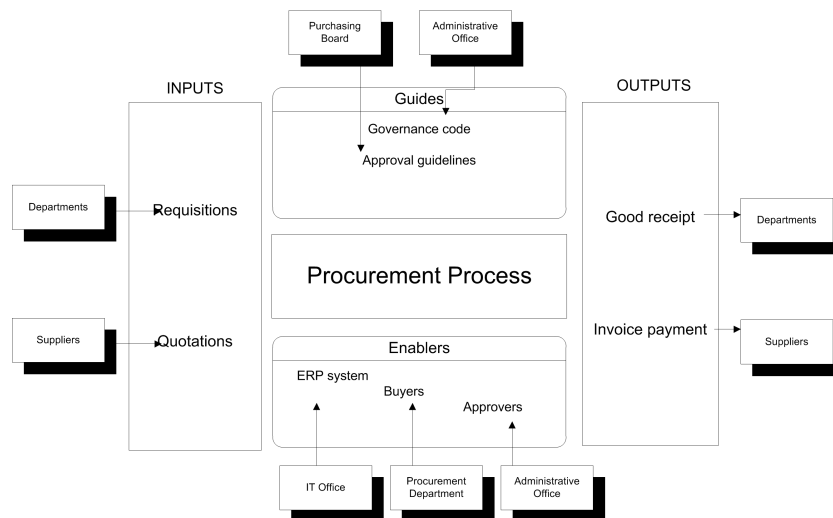 Purchasing
Board
Administrative
Office
INPUTS
OUTPUTS
Guides
Governance code
Approval guidelines
Departments
Requisitions
Good receipt
Departments
Procurement Process
Suppliers
Quotations
Invoice payment
Suppliers
Enablers
ERP system
Buyers
Approvers
IT Office
Procurement
Department
Administrative
Office